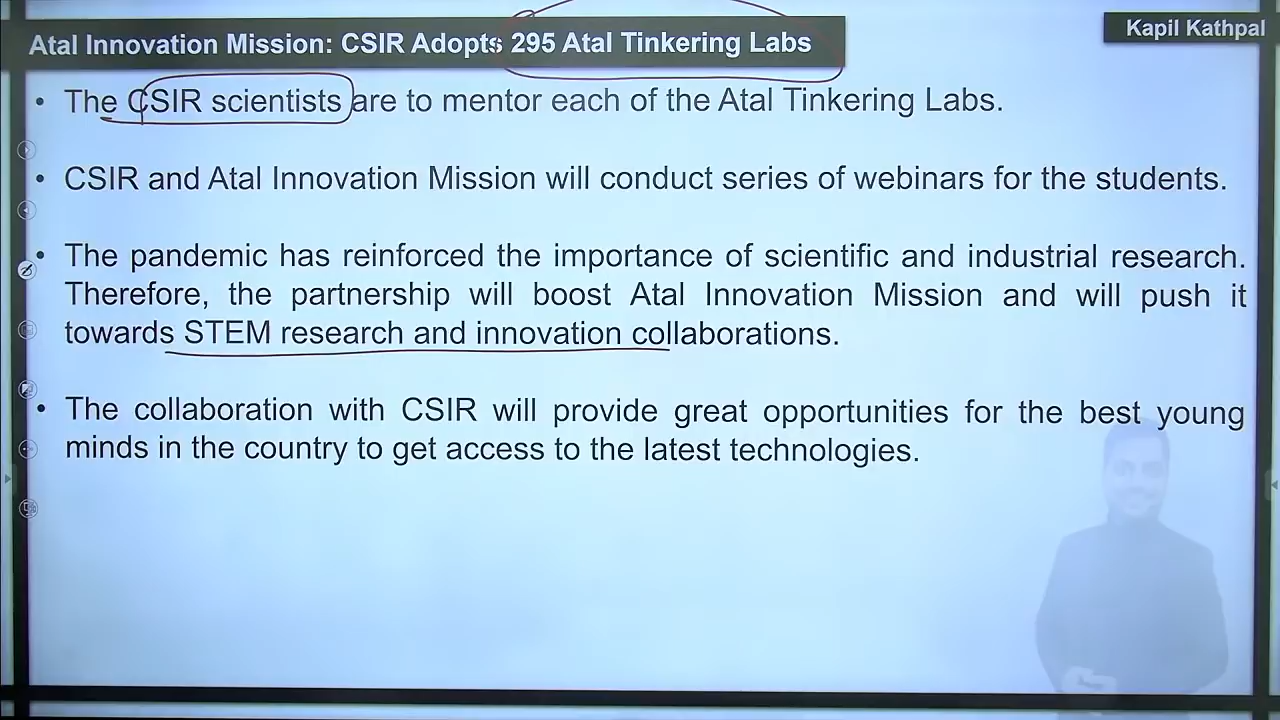 Atal Innovation Mission: CSIR Adopts 295 Atal Tinkering Labs
Kapil Kathpal
• The CSIR scientists are to mentor each of the Atal Tinkering Labs.
• CSIR and Atal Innovation Mission will conduct series of webinars for the students.
• The pandemic has reinforced the importance of scientific and industrial research.
Therefore, the partnership will boost Atal Innovation Mission and will push it
towards STEM research and innovation collaborations.
• The collaboration with CSIR will provide great opportunities for the best young
minds in the country to get access to the latest technologies.